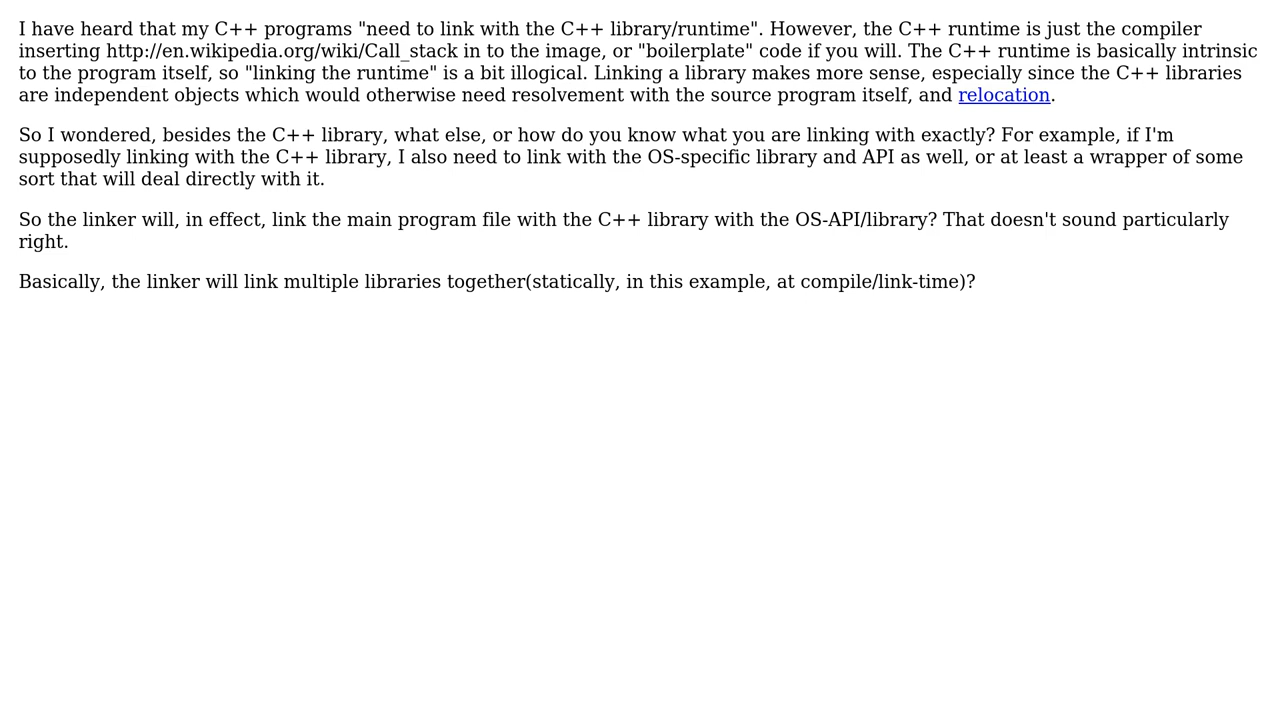 I have heard that my C++ programs "need to link with the C++ library/runtime". However, the C++ runtime is just the compiler
inserting http://en.wikipedia.org/wiki/Call_stack in to the image, or "boilerplate" code if you will. The C++ runtime is basically intrinsic
to the program itself, so "linking the runtime" is a bit illogical. Linking a library makes more sense, especially since the C++ libraries
are independent objects which would otherwise need resolvement with the source program itself, and relocation.
So I wondered, besides the C++ library, what else, or how do you know what you are linking with exactly? For example, if I'm
supposedly linking with the C++ library, I also need to link with the OS-specific library and API as well, or at least a wrapper of some
sort that will deal directly with it.
So the linker will, in effect, link the main program file with the C++ library with the OS-API/library? That doesn't sound particularly
right.
Basically, the linker will link multiple libraries together(statically, in this example, at compile/link-time)?